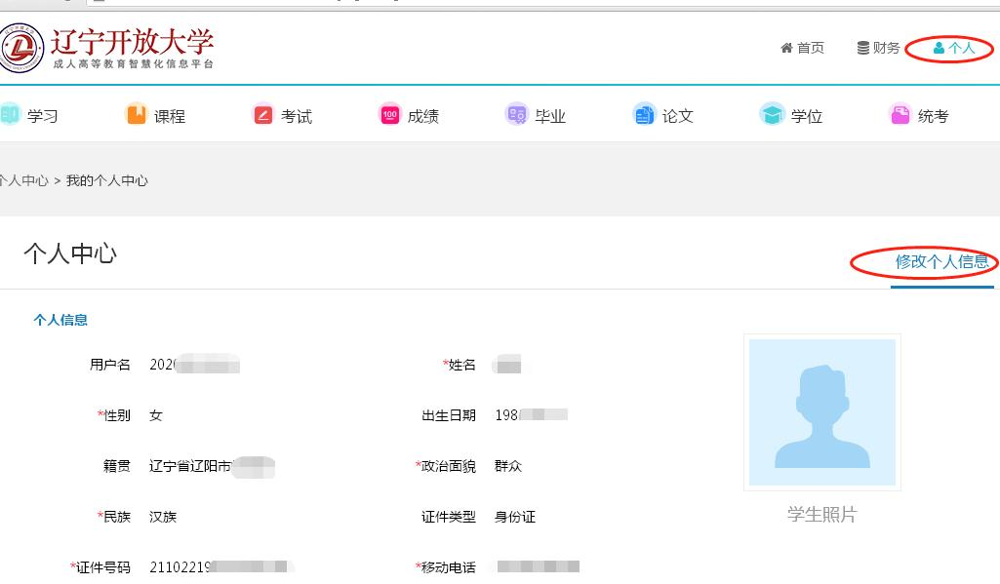 辽宁开放大学
成人高等教育智慧化信息平台
首页 财务 个人
学习 课程 考试 100 成绩 毕业 论文 学位 统考
个人中心 > 我的个人中心
个人中心
修改个人信息
个人信息
用户名 202 *姓名
*性别 女 出生日期 198
籍贯 辽宁省辽阳市 *政治面貌 群众
*民族 汉族 证件类型 身份证
学生照片
*证件号码 21102219 *移动电话